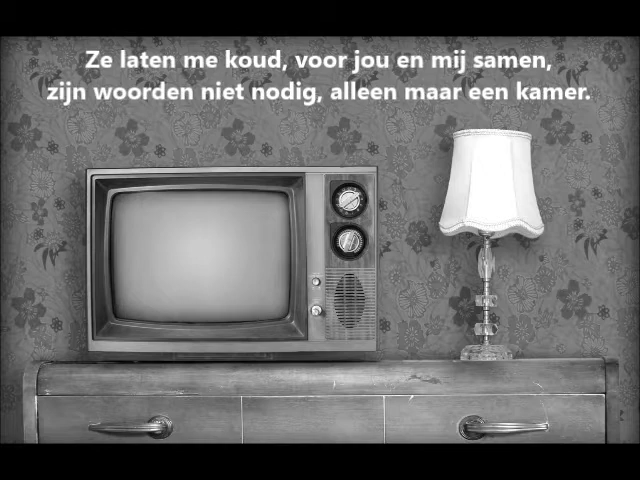 Ze laten me koud, voor jou en mij samen,
zijn woorden niet nodig, alleen maar een kamer.